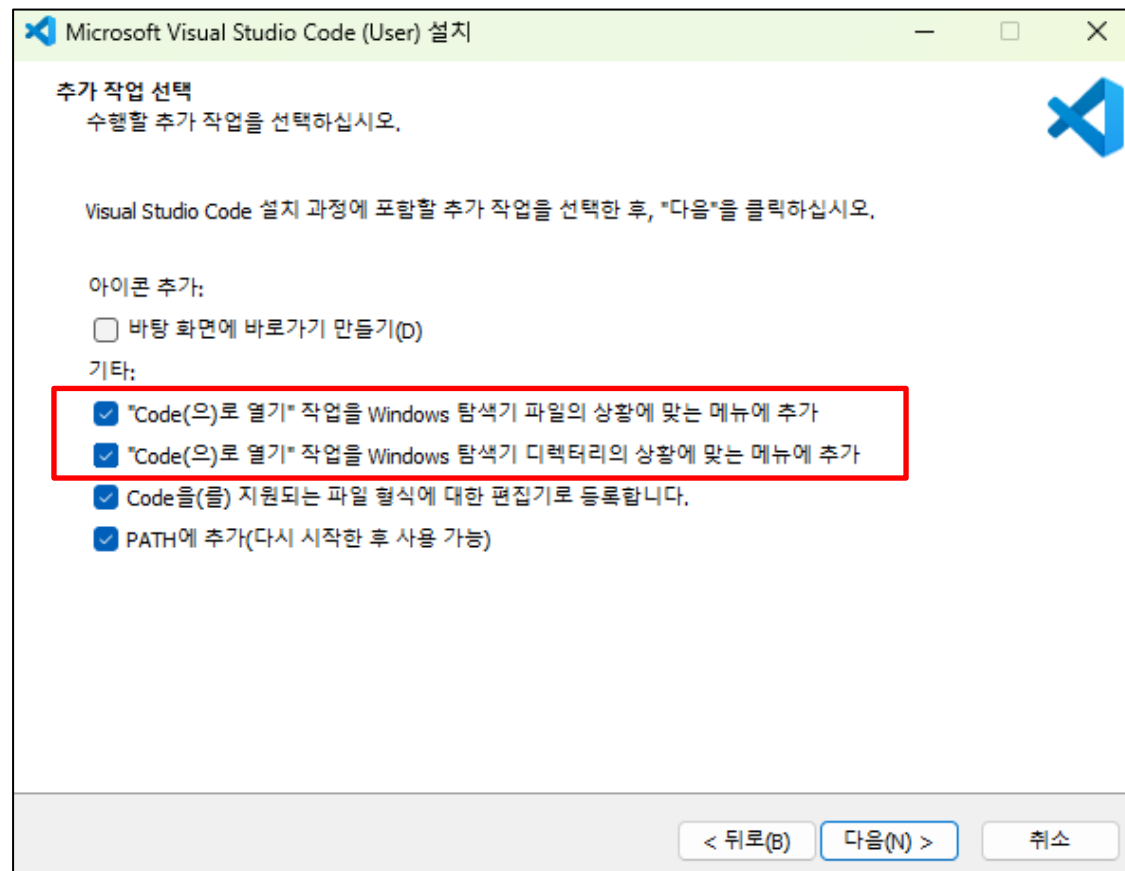 Microsoft Visual Studio Code (User) 설치
추가 작업 선택
수행할 추가 작업을 선택하십시오.
Visual Studio Code 설치 과정에 포함할 추가 작업을 선택한 후, "다음"을 클릭하십시오.
아이콘 추가:
바탕 화면에 바로가기 만들기(D)
기타:
"Code(으)로 열기" 작업을 Windows 탐색기 파일의 상황에 맞는 메뉴에 추가
"Code(으)로 열기" 작업을 Windows 탐색기 디렉터리의 상황에 맞는 메뉴에 추가
Code을(를) 지원되는 파일 형식에 대한 편집기로 등록합니다.
PATH에 추가(다시 시작한 후 사용 가능)
< 뒤로(B) 다음(N) > 취소